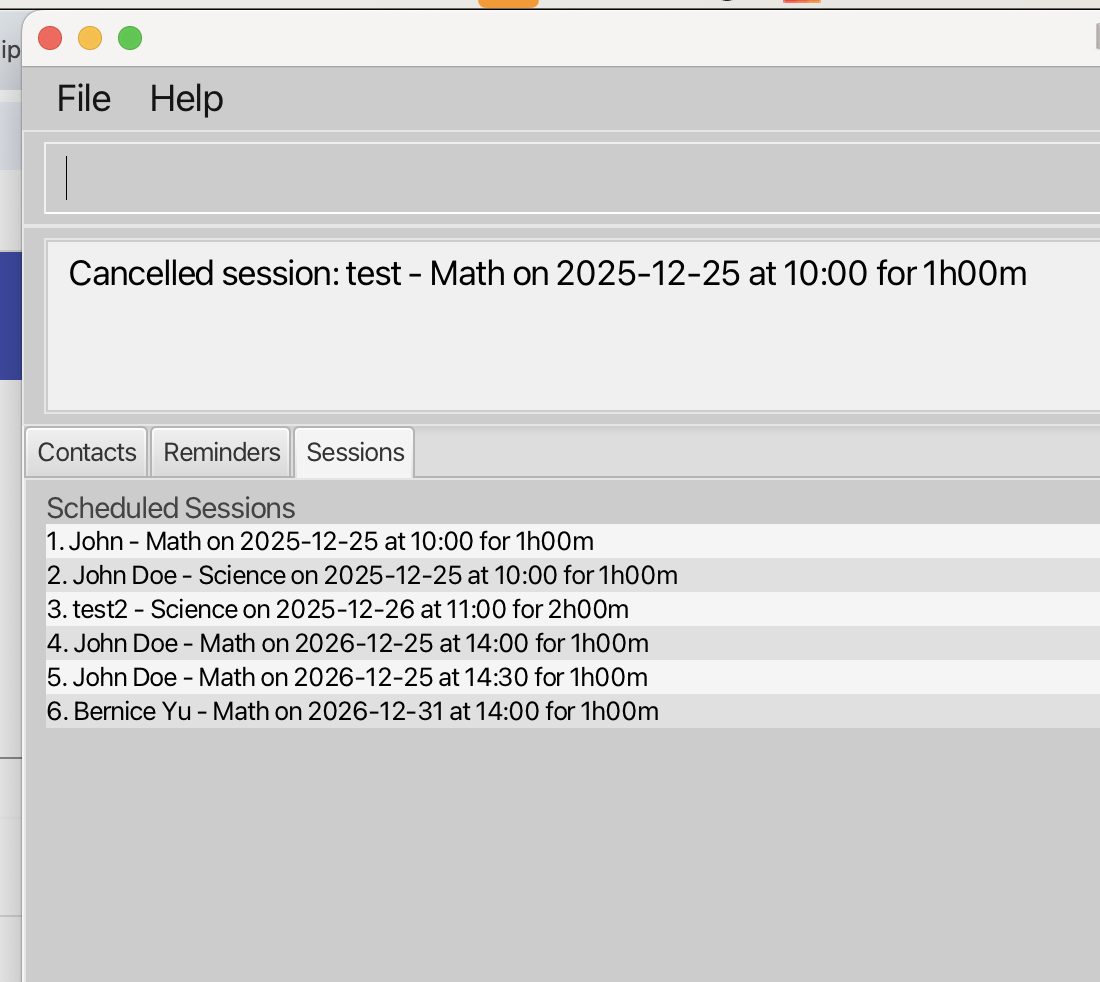 ip
File Help
Cancelled session: test - Math on 2025-12-25 at 10:00 for 1h00m
Contacts Reminders Sessions
Scheduled Sessions
1. John - Math on 2025-12-25 at 10:00 for 1h00m
2. John Doe - Science on 2025-12-25 at 10:00 for 1h00m
3. test2 - Science on 2025-12-26 at 11:00 for 2h00m
4. John Doe - Math on 2026-12-25 at 14:00 for 1h00m
5. John Doe - Math on 2026-12-25 at 14:30 for 1h00m
6. Bernice Yu - Math on 2026-12-31 at 14:00 for 1h00m